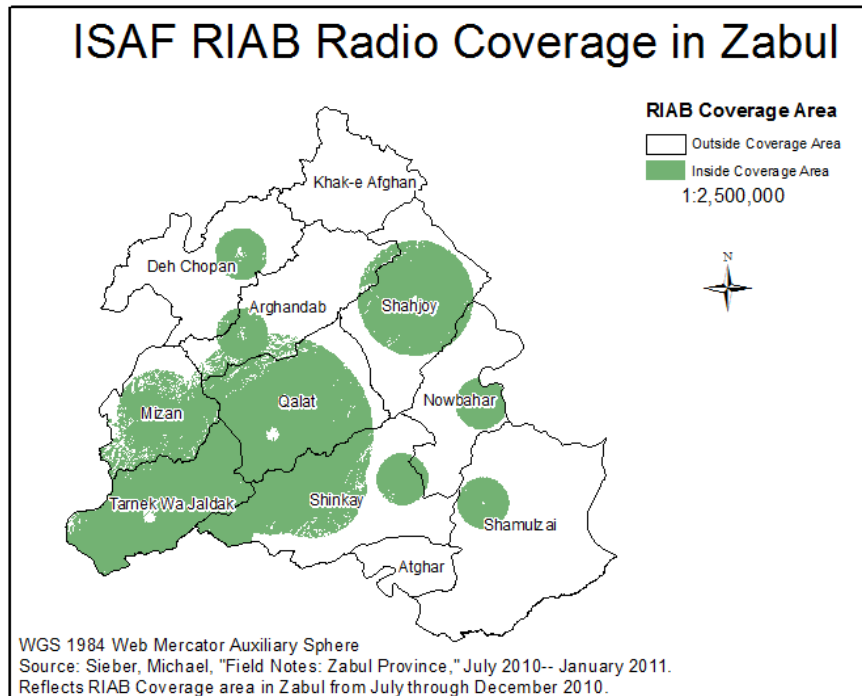 ISAF RIAB Radio Coverage in Zabul
RIAB Coverage Area
Outside Coverage Area
Inside Coverage Area
1:2,500,000
N
Khak-e Afghan
Deh Chopan
Arghandab
Shahjoy
Mizan
Qalat
Nowbahar
Tarnek Wa Jaldak
Shinkay
Shamulzai
Atghar
WGS 1984 Web Mercator Auxiliary Sphere
Source: Sieber, Michael, "Field Notes: Zabul Province," July 2010-- January 2011.
Reflects RIAB Coverage area in Zabul from July through December 2010.